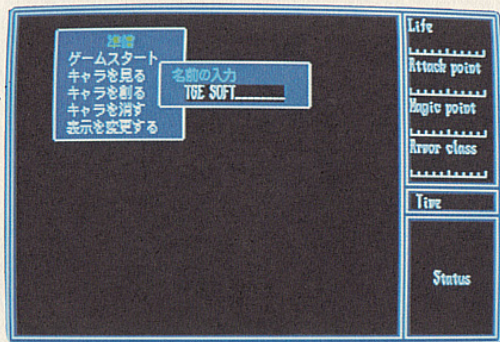 準備
ゲームスタート
キャラを見る
キャラを創る
キャラを消す
表示を変更する
名前の入力
TGE SOFT
Life
Attack point
Magic point
Armor class
Time
Status